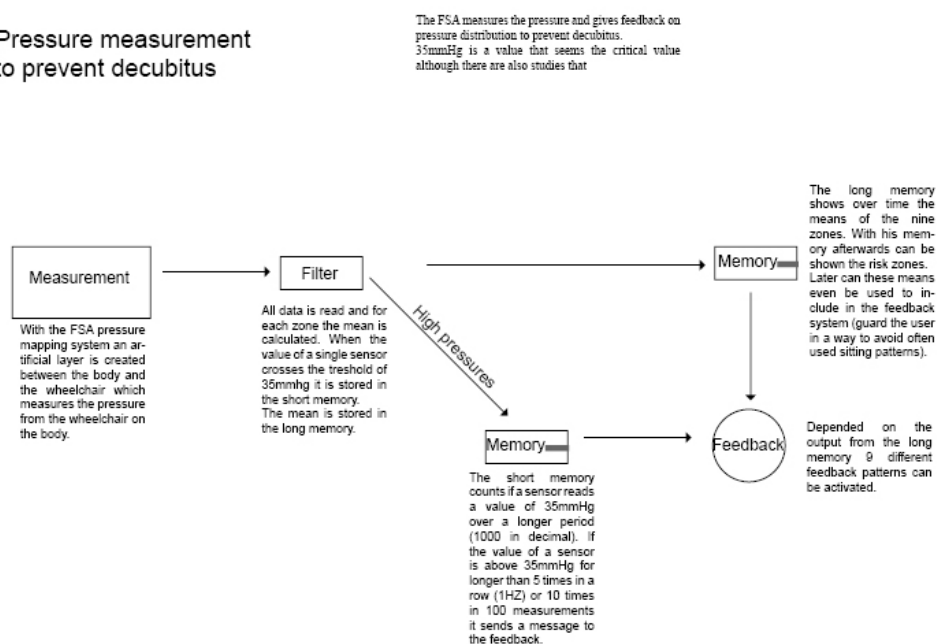 Pressure measurement
to prevent decubitus
The FSA measures the pressure and gives feedback on
pressure distribution to prevent decubitus.
35mmHg is a value that seems the critical value
although there are also studies that
Measurement
With the FSA pressure
mapping system an ar-
tificial layer is created
between the body and
the wheelchair which
measures the pressure
from the wheelchair on
the body.
Filter
All data is read and for
each zone the mean is
calculated. When the
value of a single sensor
crosses the treshold of
35mmhg it is stored in
the short memory.
The mean is stored in
the long memory.
High pressures
Memory
The short memory
counts if a sensor reads
a value of 35mmHg
over a longer period
(1000 in decimal). If
the value of a sensor
is above 35mmHg for
longer than 5 times in a
row (1HZ) or 10 times
in 100 measurements
it sends a message to
the feedback.
Memory
The long memory
shows over time the
means of the nine
zones. With his mem-
ory afterwards can be
shown the risk zones.
Later can these means
even be used to in-
clude in the feedback
system (guard the user
in a way to avoid often
used sitting patterns).
Feedback
Depended on the
output from the long
memory 9 different
feedback patterns can
be activated.